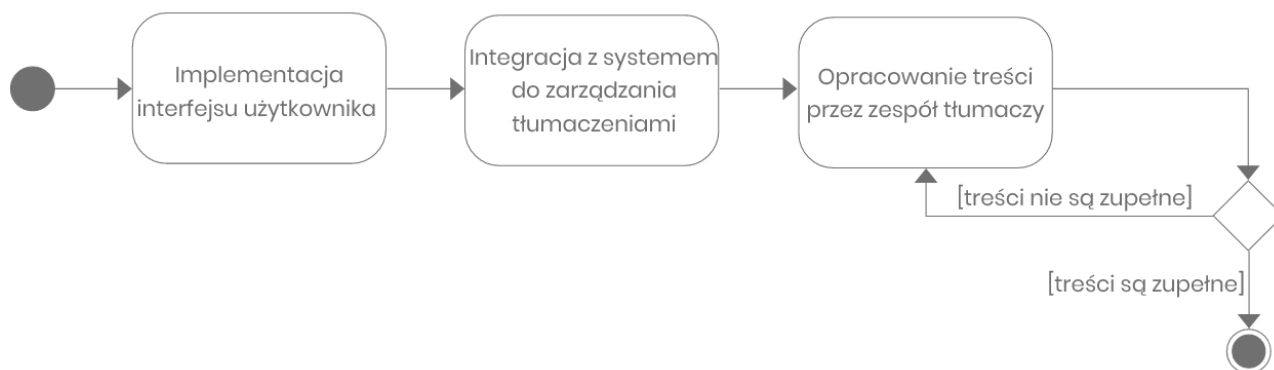 Implementacja
interfejsu użytkownika
Integracja z systemem
do zarządzania
tłumaczeniami
Opracowanie treści
przez zespół tłumaczy
[treści nie są zupełne]
[treści są zupełne]